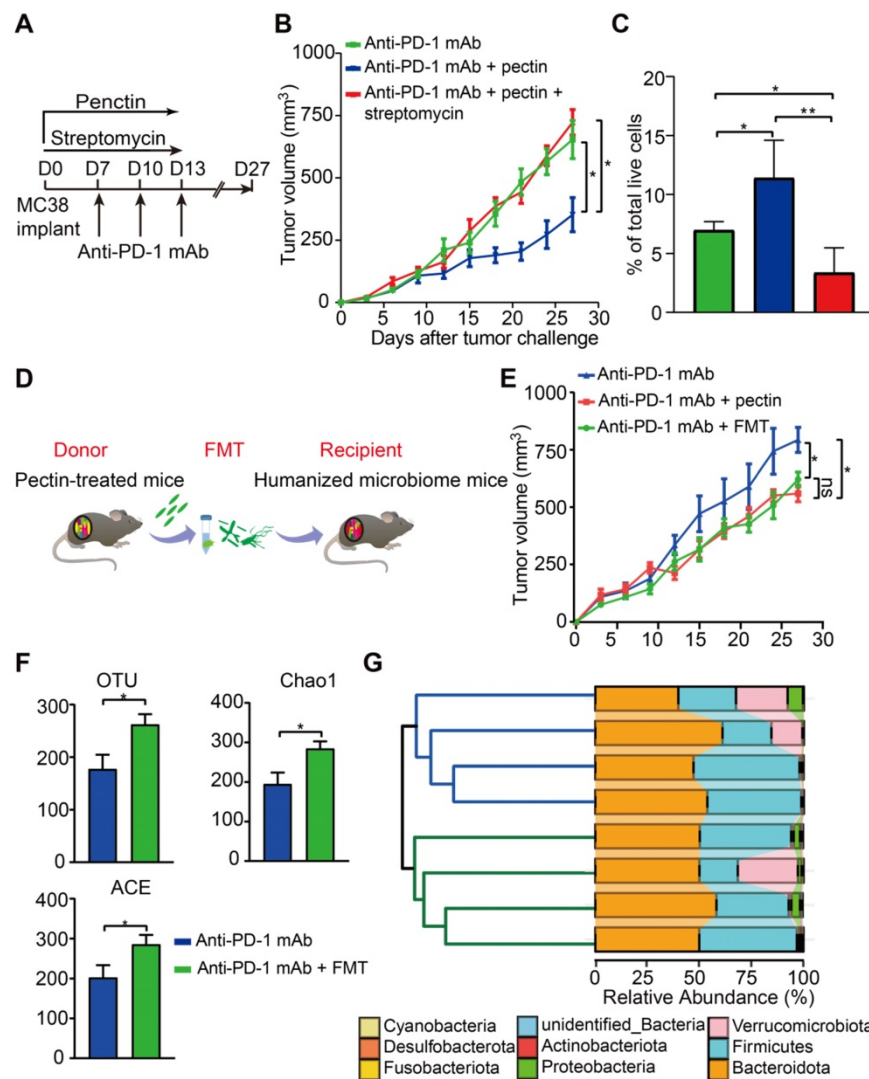 A
Penctin
Streptomycin
D0 D7 D10 D13 D27
MC38
implant
Anti-PD-1 mAb
B
Anti-PD-1 mAb
Anti-PD-1 mAb + pectin
Anti-PD-1 mAb + pectin +
streptomycin
Tumor volume (mm³)
1000
750
500
250
0
0 5 10 15 20 25 30
Days after tumor challenge
*
*
C
% of total live cells
20
15
10
5
0
*
*
**
D
Donor FMT Recipient
Pectin-treated mice Humanized microbiome mice
E
Anti-PD-1 mAb
Anti-PD-1 mAb + pectin
Anti-PD-1 mAb + FMT
Tumor volume (mm³)
1000
750
500
250
0
0 5 10 15 20 25 30
*
ns
*
F
OTU
300
200
100
0
*
Chao1
400
300
200
100
0
*
ACE
400
300
200
100
0
*
Anti-PD-1 mAb
Anti-PD-1 mAb + FMT
G
0 25 50 75 100
Relative Abundance (%)
Cyanobacteria unidentified_Bacteria Verrucomicrobiota
Desulfobacterota Actinobacteriota Firmicutes
Fusobacteriota Proteobacteria Bacteroidota